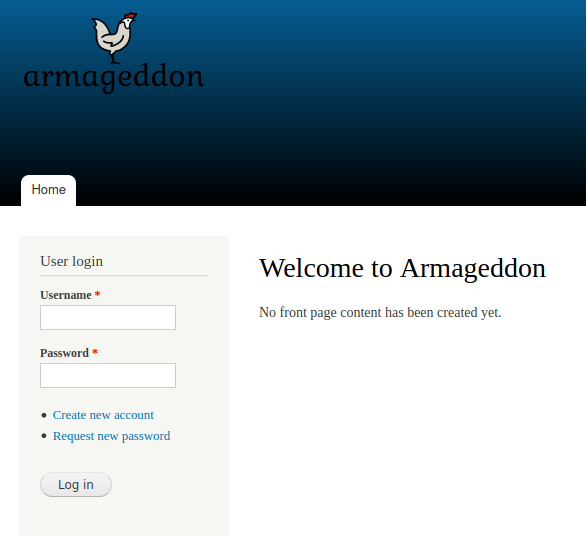 armageddon
Home
User login
Username *
Password *
Create new account
Request new password
Log in
Welcome to Armageddon
No front page content has been created yet.